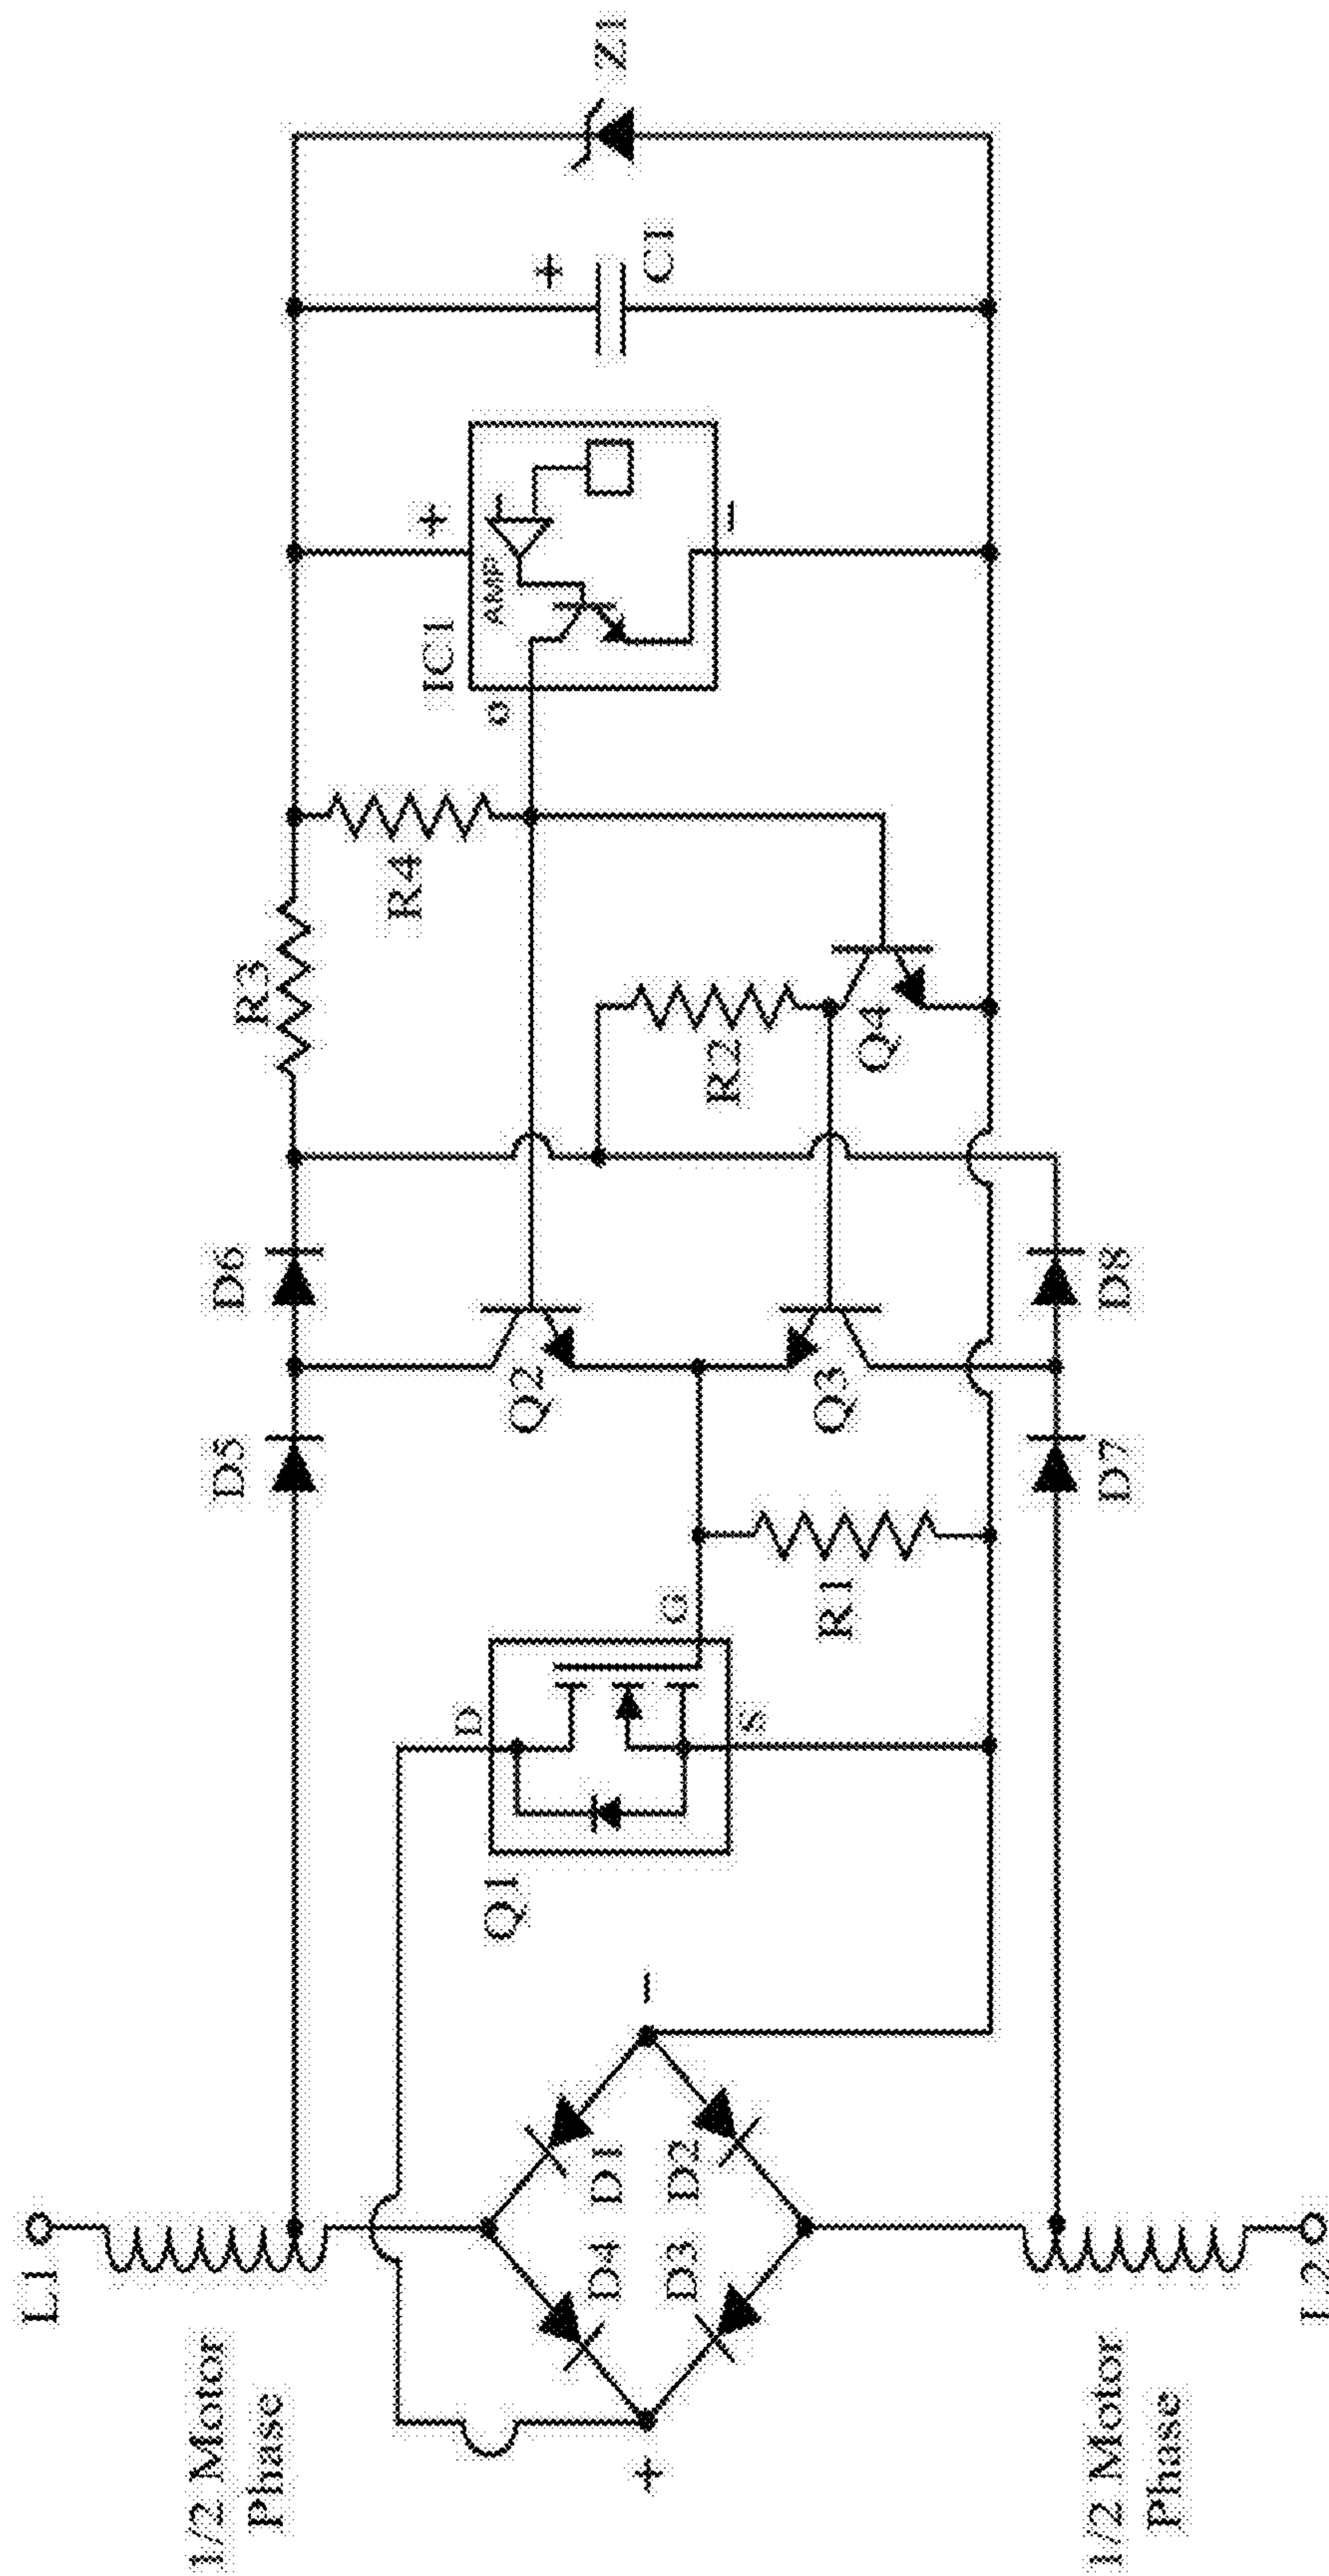 L1
1/2 Motor
Phase
D5
D6
R3
R4
IC1
+
AMP
O
−
+
C1
Z1
Q2
Q3
R2
Q4
Q1
D
G
S
R1
D4
D1
D3
D2
+
−
D7
D8
1/2 Motor
Phase
L2